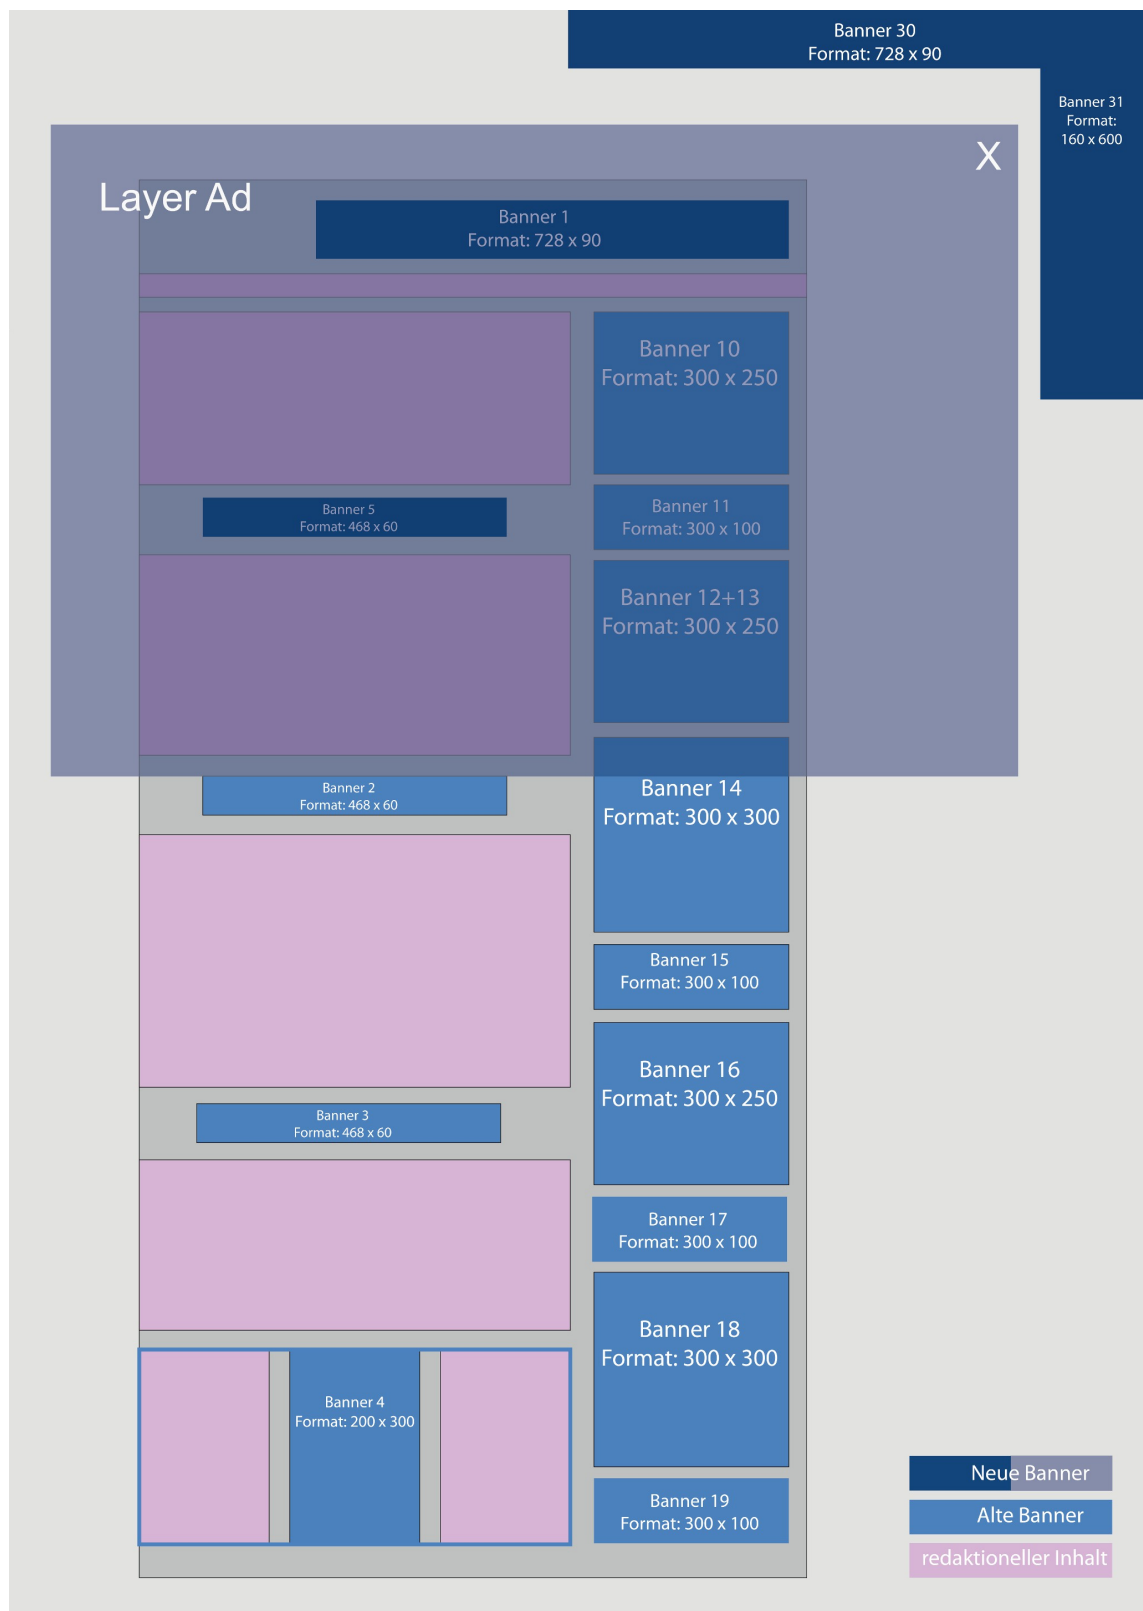 Banner 30
Format: 728 x 90
Banner 31
Format:
160 x 600
X
Layer Ad
Banner 1
Format: 728 x 90
Banner 10
Format: 300 x 250
Banner 5
Format: 468 x 60
Banner 11
Format: 300 x 100
Banner 12+13
Format: 300 x 250
Banner 2
Format: 468 x 60
Banner 14
Format: 300 x 300
Banner 15
Format: 300 x 100
Banner 16
Format: 300 x 250
Banner 3
Format: 468 x 60
Banner 17
Format: 300 x 100
Banner 18
Format: 300 x 300
Banner 4
Format: 200 x 300
Banner 19
Format: 300 x 100
Neue Banner
Alte Banner
redaktioneller Inhalt